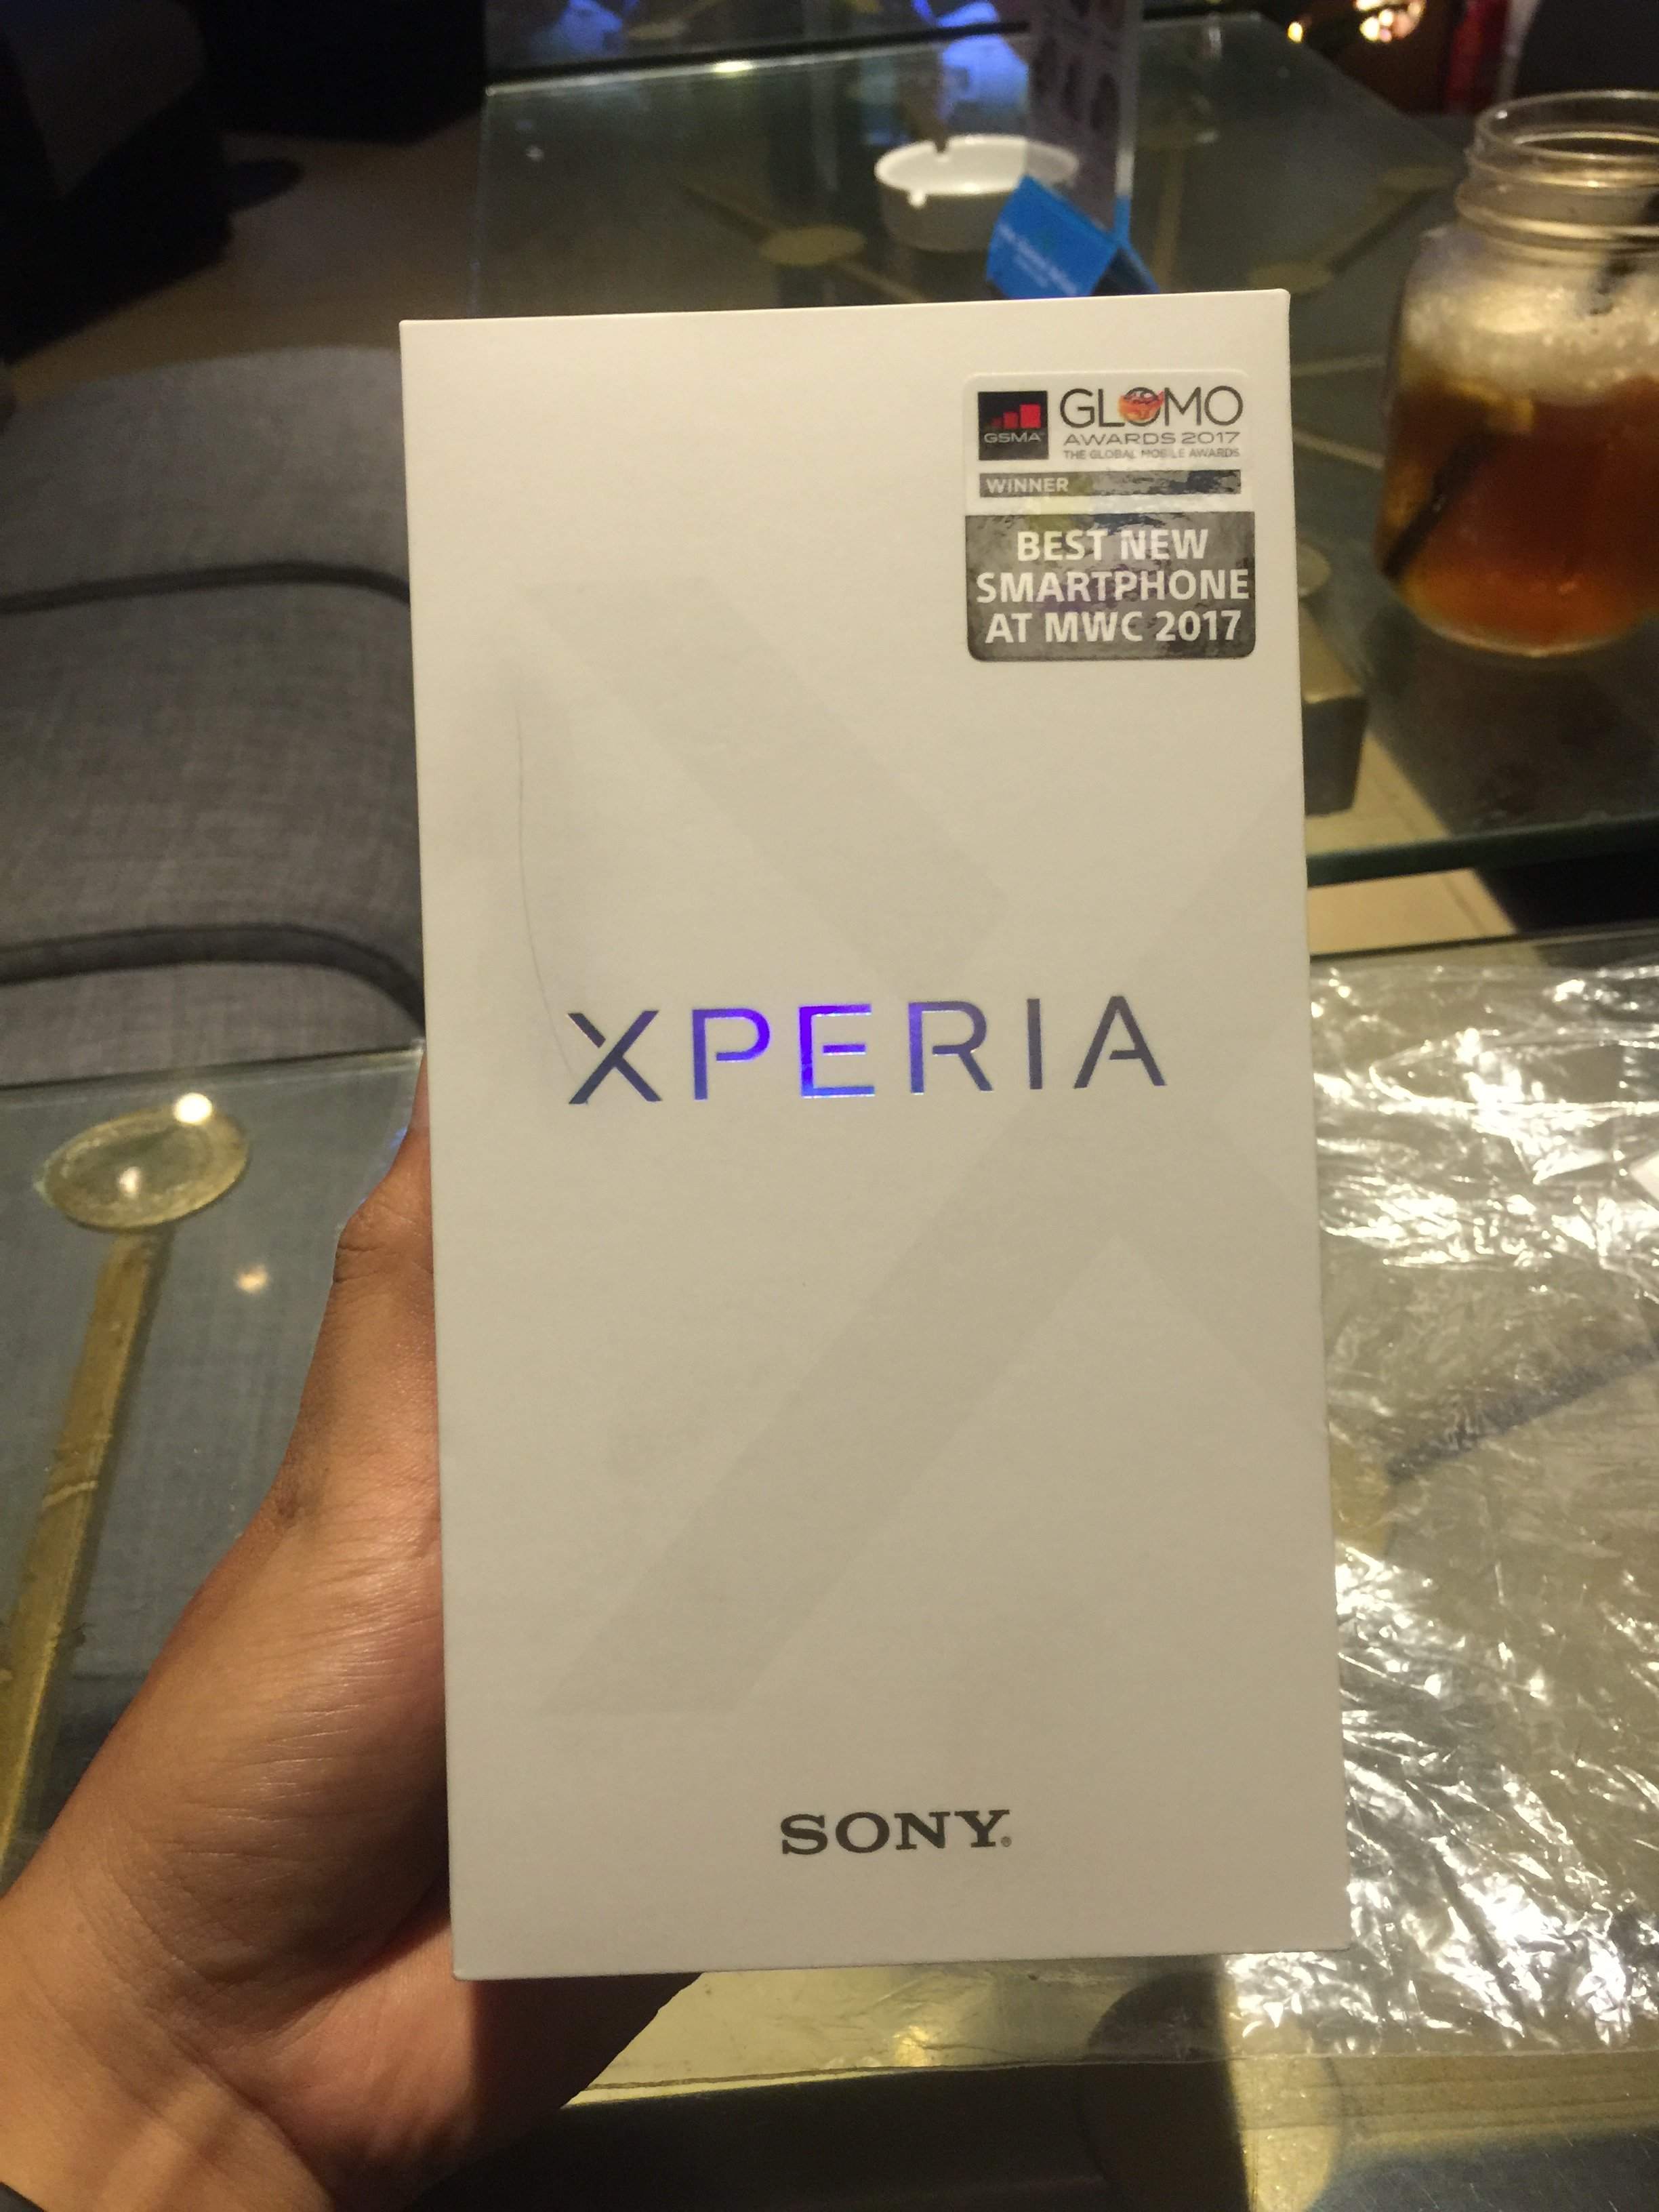 GSMA
GLOMO
AWARDS 2017
THE GLOBAL MOBILE AWARDS
WINNER
BEST NEW
SMARTPHONE
AT MWC 2017
XPERIA
SONY